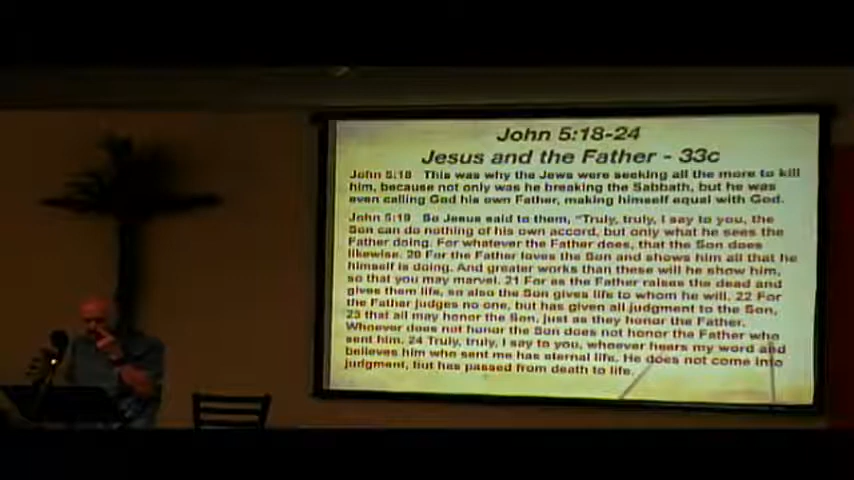 John 5:18-24
Jesus and the Father - 33c
John 5:18 This was why the Jews were seeking all the more to kill
him, because not only was he breaking the Sabbath, but he was
even calling God his own Father, making himself equal with God.
John 5:19 So Jesus said to them, "Truly, truly, I say to you, the
Son can do nothing of his own accord, but only what he sees the
Father doing. For whatever the Father does, that the Son does
likewise. 20 For the Father loves the Son and shows him all that he
himself is doing. And greater works than these will he show him,
so that you may marvel. 21 For as the Father raises the dead and
gives them life, so also the Son gives life to whom he will. 22 For
the Father judges no one, but has given all judgment to the Son,
23 that all may honor the Son, just as they honor the Father.
Whoever does not honor the Son does not honor the Father who
sent him. 24 Truly, truly, I say to you, whoever hears my word and
believes him who sent me has eternal life. He does not come into
judgment, but has passed from death to life.